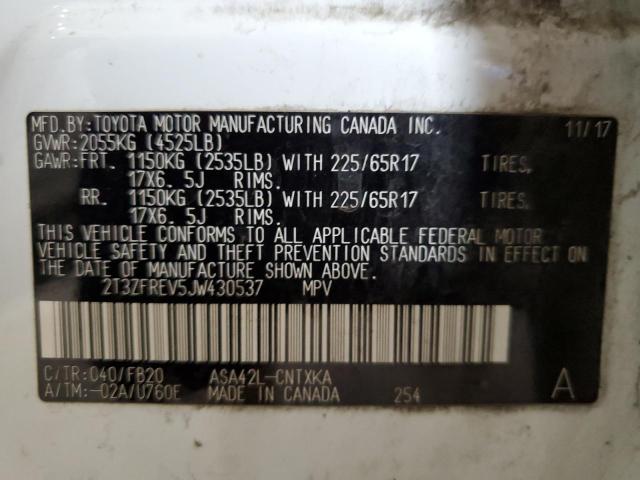 MFD.BY:TOYOTA MOTOR MANUFACTURING CANADA INC. 11/17
GVWR:2055KG (4525LB)
GAWR:FRT. 1150KG (2535LB) WITH 225/65R17 TIRES,
17X6.5J RIMS.
RR. 1150KG (2535LB) WITH 225/65R17 TIRES,
17X6.5J RIMS.
THIS VEHICLE CONFORMS TO ALL APPLICABLE FEDERAL MOTOR
VEHICLE SAFETY AND THEFT PREVENTION STANDARDS IN EFFECT ON
THE DATE OF MANUFACTURE SHOWN ABOVE.
2T3ZFREV5JW430537 MPV
C/TR:040/FB20 ASA42L-CNTXKA
A/TM:-02A/U760E MADE IN CANADA 254 A